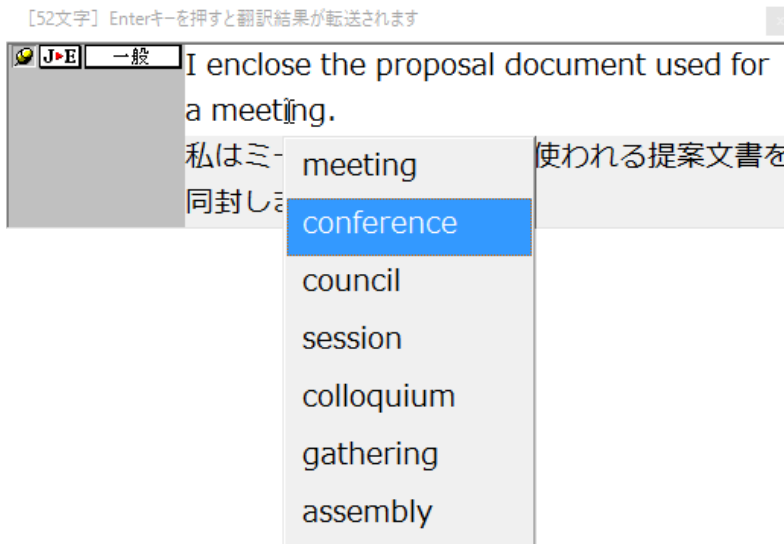 [52文字] Enterキーを押すと翻訳結果が転送されます
J▶E 一般
I enclose the proposal document used for
a meeting.
私はミー
使われる提案文書を
同封しま
meeting
conference
council
session
colloquium
gathering
assembly